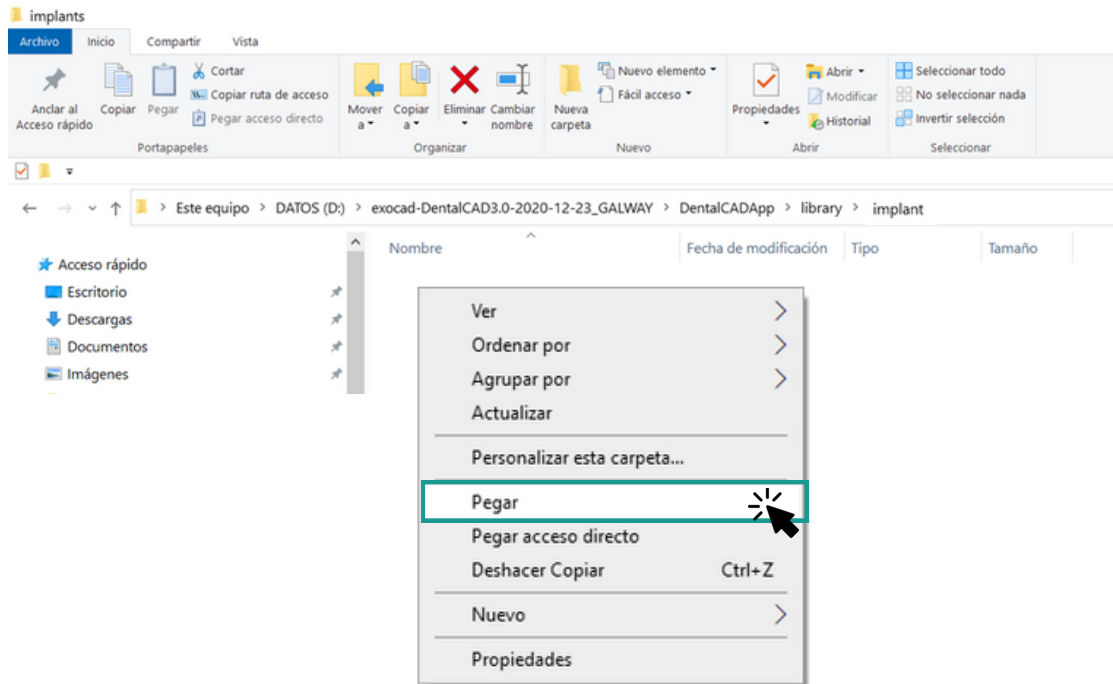 implants
Archivo Inicio Compartir Vista
Anclar al Acceso rápido
Copiar
Pegar
Cortar
Copiar ruta de acceso
Pegar acceso directo
Portapapeles
Mover a
Copiar a
Eliminar
Cambiar nombre
Organizar
Nueva carpeta
Nuevo elemento
Fácil acceso
Nuevo
Propiedades
Abrir
Modificar
Historial
Abrir
Seleccionar todo
No seleccionar nada
Invertir selección
Seleccionar
Este equipo > DATOS (D:) > exocad-DentalCAD3.0-2020-12-23_GALWAY > DentalCADApp > library > implant
Nombre Fecha de modificación Tipo Tamaño
Acceso rápido
Escritorio
Descargas
Documentos
Imágenes
Ver
Ordenar por
Agrupar por
Actualizar
Personalizar esta carpeta...
Pegar
Pegar acceso directo
Deshacer Copiar Ctrl+Z
Nuevo
Propiedades